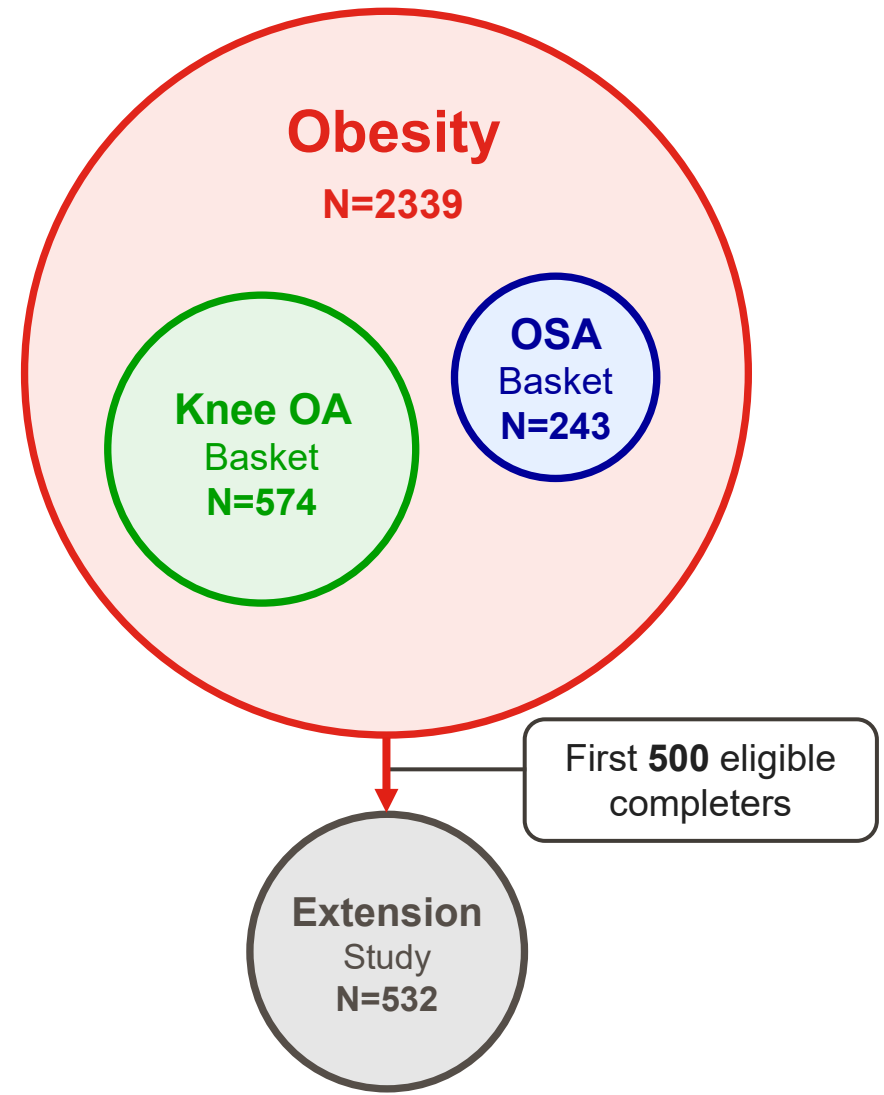 Obesity
N=2339
OSA
Basket
N=243
Knee OA
Basket
N=574
First 500 eligible
completers
Extension
Study
N=532